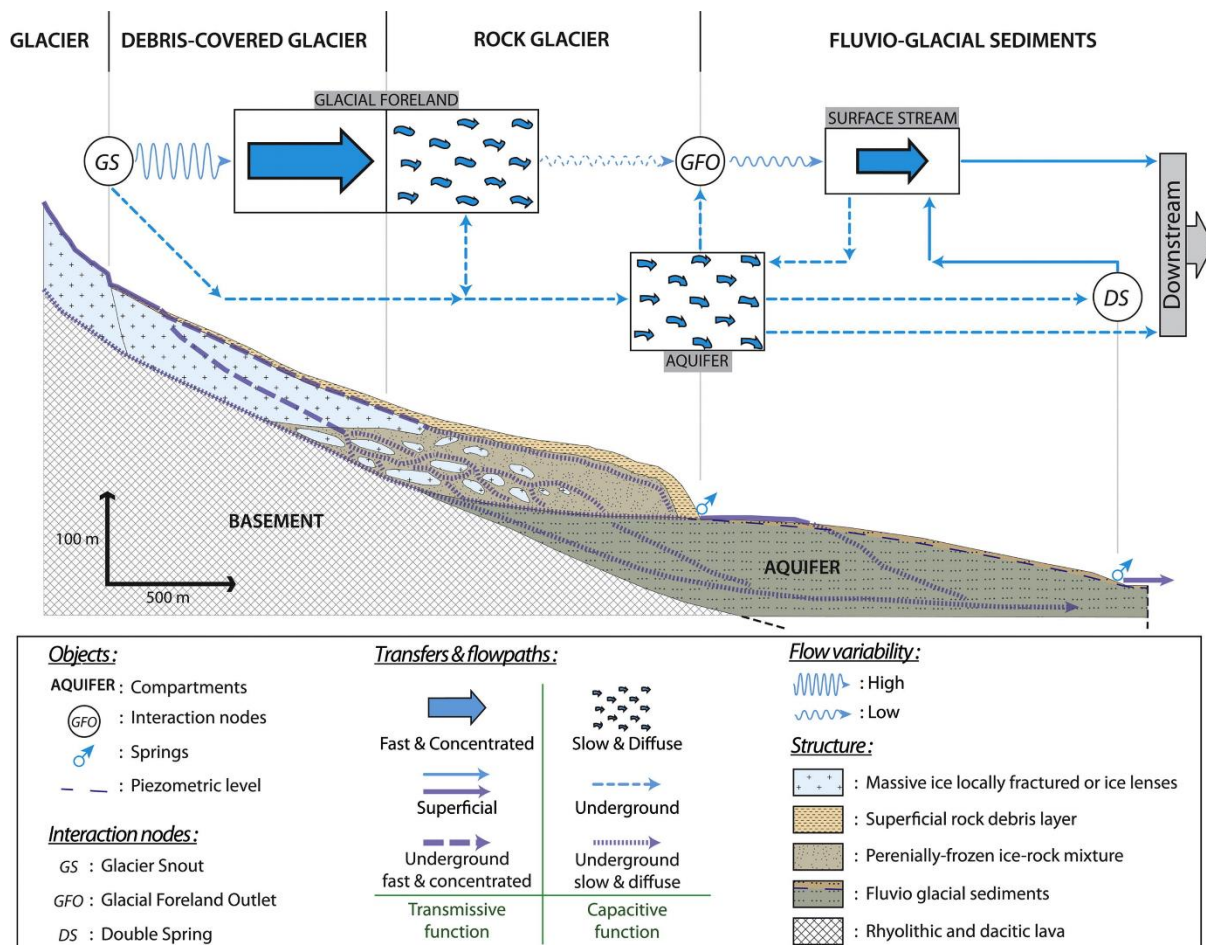 GLACIER
DEBRIS-COVERED GLACIER
ROCK GLACIER
FLUVIO-GLACIAL SEDIMENTS
GLACIAL FORELAND
SURFACE STREAM
GS
GFO
DS
AQUIFER
Downstream
BASEMENT
AQUIFER
100 m
500 m
Objects :
AQUIFER : Compartments
GFO : Interaction nodes
: Springs
: Piezometric level
Interaction nodes :
GS : Glacier Snout
GFO : Glacial Foreland Outlet
DS : Double Spring
Transfers & flowpaths :
Fast & Concentrated
Slow & Diffuse
Superficial
Underground
Underground
fast & concentrated
Underground
slow & diffuse
Transmissive
function
Capacitive
function
Flow variability :
: High
: Low
Structure :
: Massive ice locally fractured or ice lenses
: Superficial rock debris layer
: Perenially-frozen ice-rock mixture
: Fluvio glacial sediments
: Rhyolithic and dacitic lava